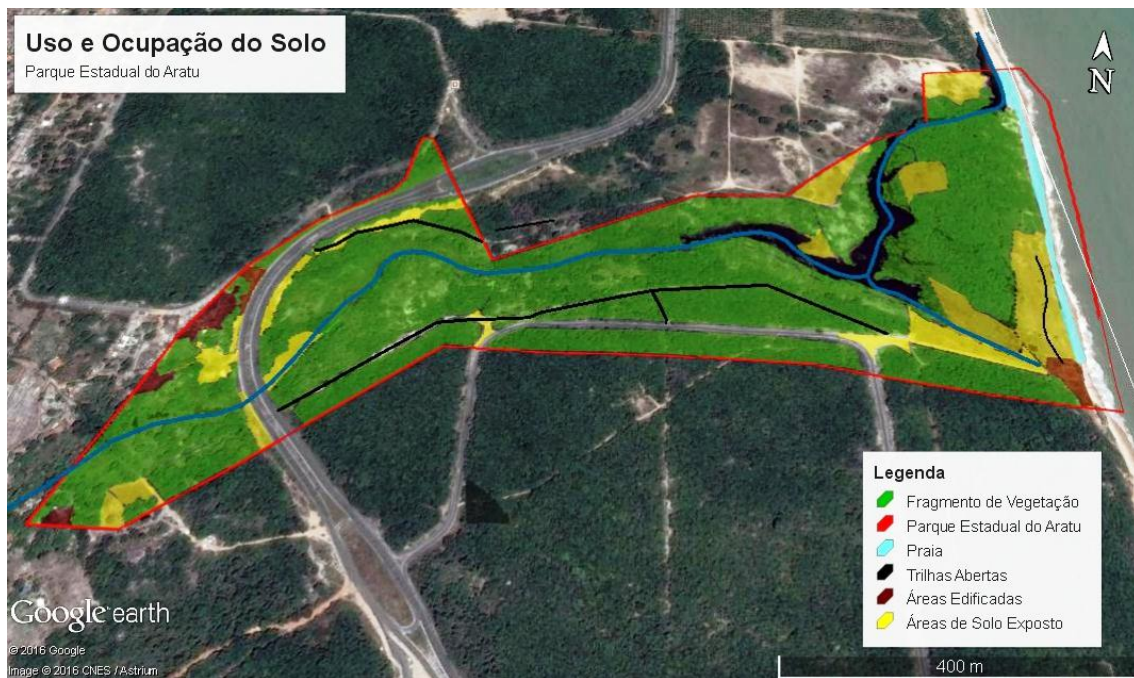 Uso e Ocupação do Solo
Parque Estadual do Aratu
N
Legenda
Fragmento de Vegetação
Parque Estadual do Aratu
Praia
Trilhas Abertas
Áreas Edificadas
Áreas de Solo Exposto
Google earth
© 2016 Google
Image © 2016 CNES / Astrium
400 m